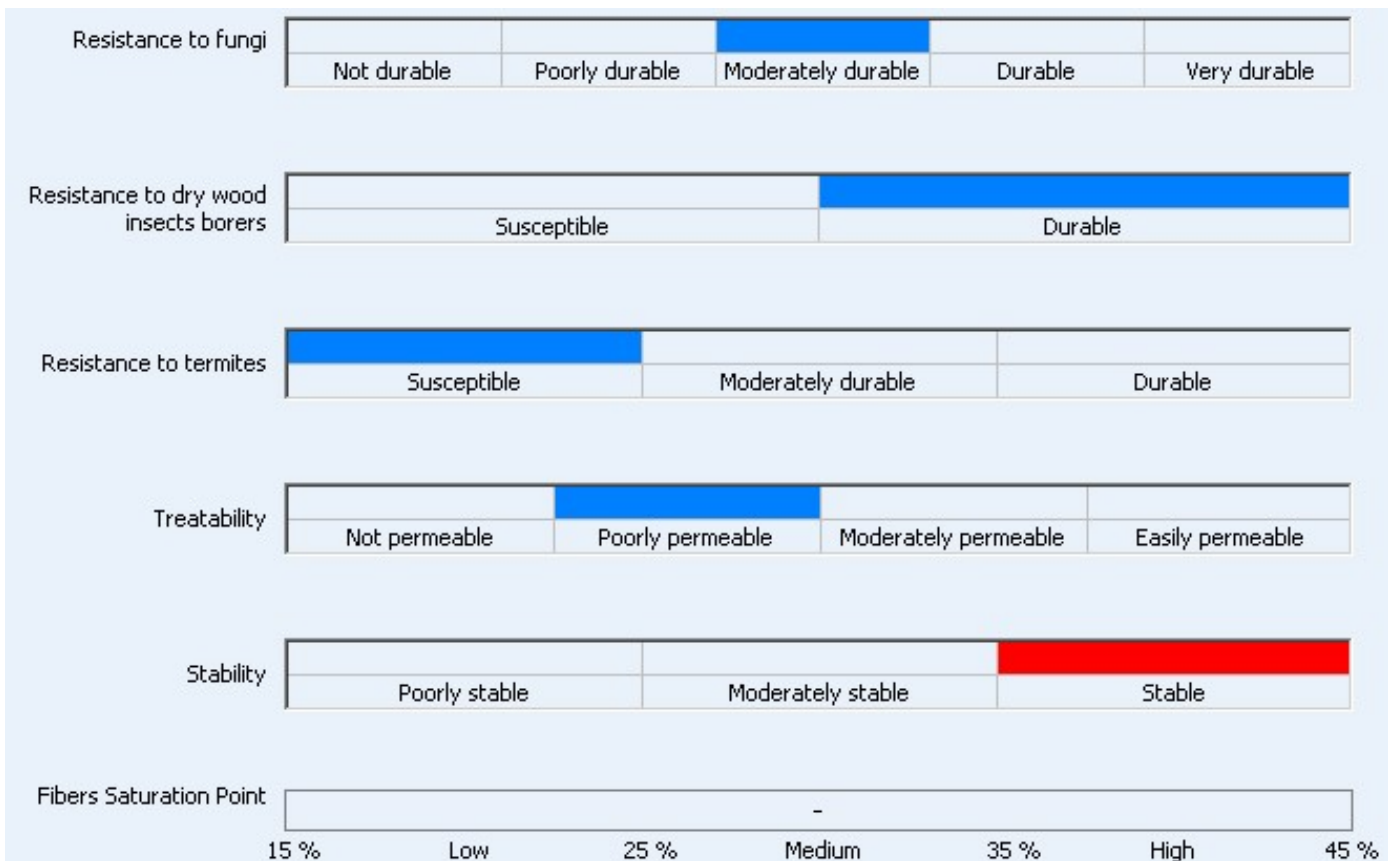 Resistance to fungi
Not durable Poorly durable Moderately durable Durable Very durable
Resistance to dry wood
insects borers
Susceptible Durable
Resistance to termites
Susceptible Moderately durable Durable
Treatability
Not permeable Poorly permeable Moderately permeable Easily permeable
Stability
Poorly stable Moderately stable Stable
Fibers Saturation Point
-
15 % Low 25 % Medium 35 % High 45 %